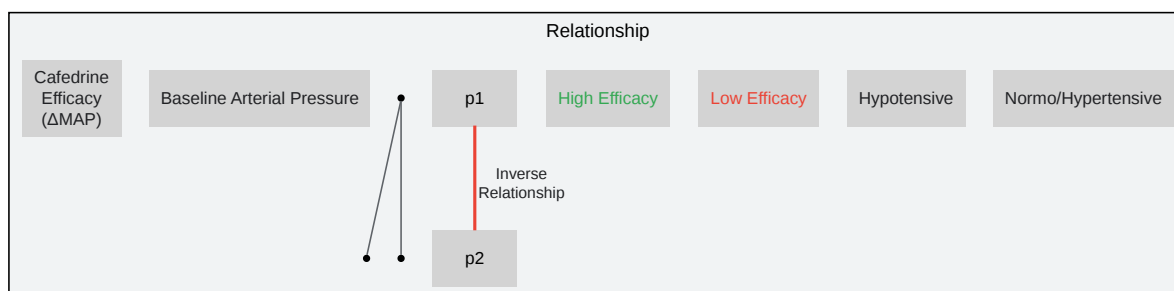 Relationship
Cafedrine
Efficacy
(ΔMAP)
Baseline Arterial Pressure
p1
High Efficacy
Low Efficacy
Hypotensive
Normo/Hypertensive
Inverse
Relationship
p2